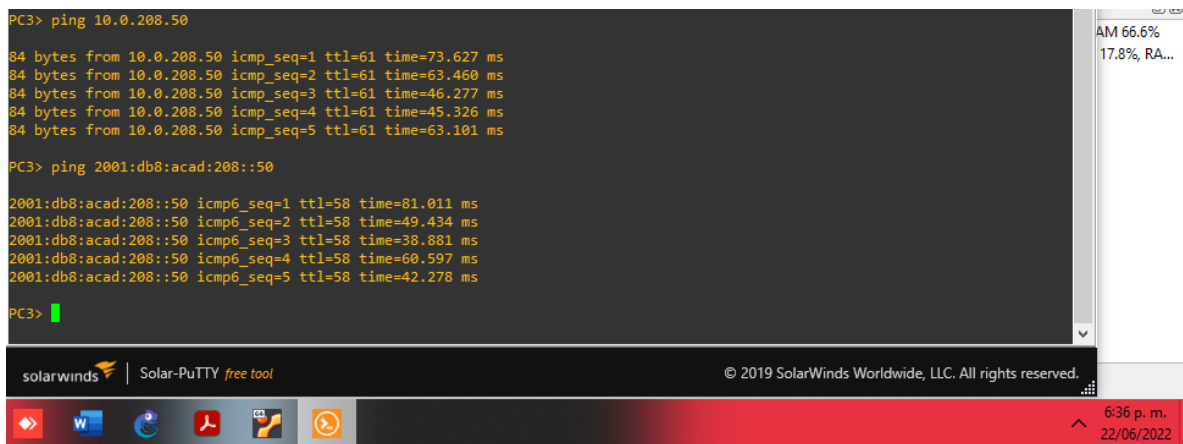 PC3> ping 10.0.208.50
84 bytes from 10.0.208.50 icmp_seq=1 ttl=61 time=73.627 ms
84 bytes from 10.0.208.50 icmp_seq=2 ttl=61 time=63.460 ms
84 bytes from 10.0.208.50 icmp_seq=3 ttl=61 time=46.277 ms
84 bytes from 10.0.208.50 icmp_seq=4 ttl=61 time=45.326 ms
84 bytes from 10.0.208.50 icmp_seq=5 ttl=61 time=63.101 ms
PC3> ping 2001:db8:acad:208::50
2001:db8:acad:208::50 icmp6_seq=1 ttl=58 time=81.011 ms
2001:db8:acad:208::50 icmp6_seq=2 ttl=58 time=49.434 ms
2001:db8:acad:208::50 icmp6_seq=3 ttl=58 time=38.881 ms
2001:db8:acad:208::50 icmp6_seq=4 ttl=58 time=60.597 ms
2001:db8:acad:208::50 icmp6_seq=5 ttl=58 time=42.278 ms
PC3>
AM 66.6%
17.8%, RA...
solarwinds | Solar-PuTTY free tool
© 2019 SolarWinds Worldwide, LLC. All rights reserved.
6:36 p. m.
22/06/2022